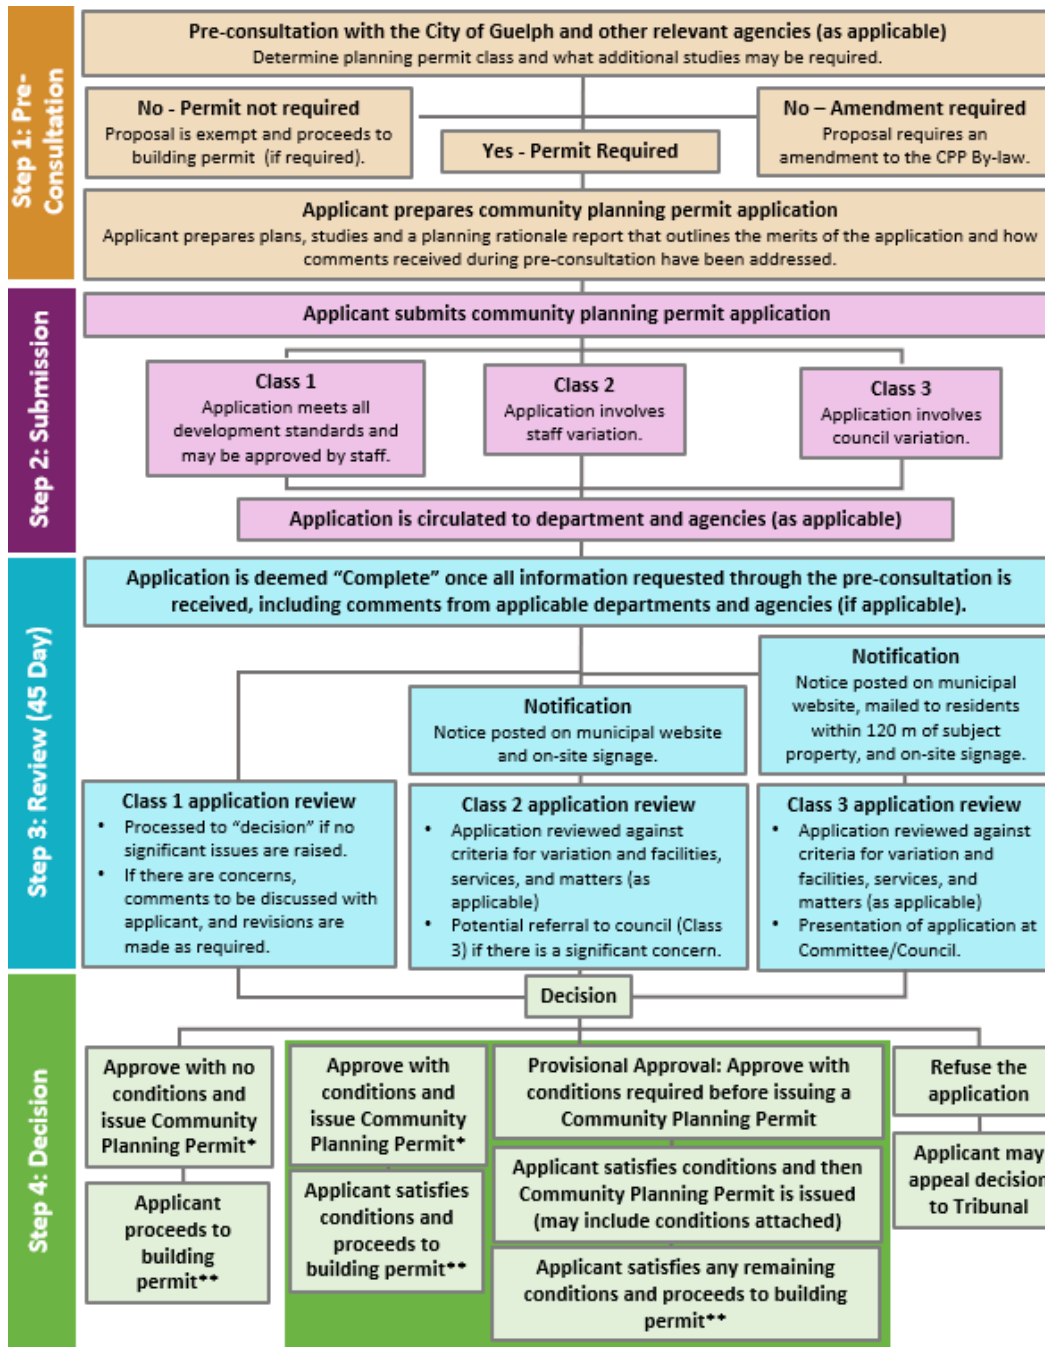 Step 1: Pre-
Consultation
Pre-consultation with the City of Guelph and other relevant agencies (as applicable)
Determine planning permit class and what additional studies may be required.
No - Permit not required
Proposal is exempt and proceeds to
building permit (if required).
Yes - Permit Required
No – Amendment required
Proposal requires an
amendment to the CPP By-law.
Applicant prepares community planning permit application
Applicant prepares plans, studies and a planning rationale report that outlines the merits of the application and how
comments received during pre-consultation have been addressed.
Step 2: Submission
Applicant submits community planning permit application
Class 1
Application meets all
development standards and
may be approved by staff.
Class 2
Application involves
staff variation.
Class 3
Application involves
council variation.
Application is circulated to department and agencies (as applicable)
Step 3: Review (45 Day)
Application is deemed “Complete” once all information requested through the pre-consultation is
received, including comments from applicable departments and agencies (if applicable).
Notification
Notice posted on municipal website
and on-site signage.
Notification
Notice posted on municipal
website, mailed to residents
within 120 m of subject
property, and on-site signage.
Class 1 application review
• Processed to “decision” if no
significant issues are raised.
• If there are concerns,
comments to be discussed with
applicant, and revisions are
made as required.
Class 2 application review
• Application reviewed against
criteria for variation and facilities,
services, and matters (as
applicable)
• Potential referral to council (Class
3) if there is a significant concern.
Class 3 application review
• Application reviewed against
criteria for variation and
facilities, services, and
matters (as applicable)
• Presentation of application at
Committee/Council.
Step 4: Decision
Decision
Approve with no
conditions and
issue Community
Planning Permit*
Applicant
proceeds to
building
permit**
Approve with
conditions and
issue Community
Planning Permit*
Applicant satisfies
conditions and
proceeds to
building permit**
Provisional Approval: Approve with
conditions required before issuing a
Community Planning Permit
Applicant satisfies conditions and then
Community Planning Permit is issued
(may include conditions attached)
Applicant satisfies any remaining
conditions and proceeds to building
permit**
Refuse the
application
Applicant may
appeal decision
to Tribunal